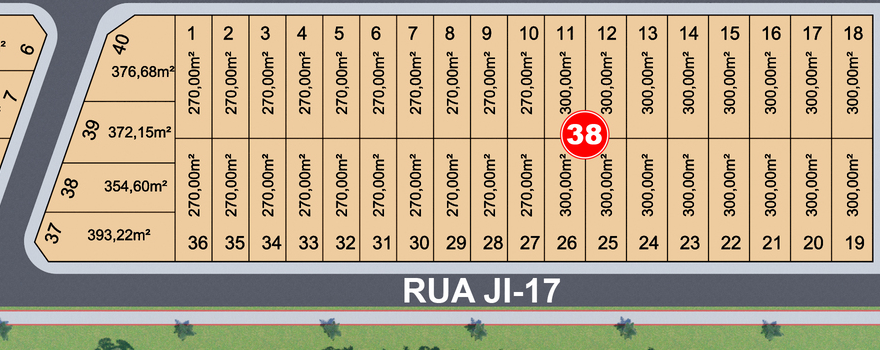 6
7
40
376,68m²
39
372,15m²
38
354,60m²
37
393,22m²
1 2 3 4 5 6 7 8 9 10 11 12 13 14 15 16 17 18
270,00m² 270,00m² 270,00m² 270,00m² 270,00m² 270,00m² 270,00m² 270,00m² 270,00m² 270,00m² 300,00m² 300,00m² 300,00m² 300,00m² 300,00m² 300,00m² 300,00m² 300,00m²
38
270,00m² 270,00m² 270,00m² 270,00m² 270,00m² 270,00m² 270,00m² 270,00m² 270,00m² 270,00m² 300,00m² 300,00m² 300,00m² 300,00m² 300,00m² 300,00m² 300,00m² 300,00m²
36 35 34 33 32 31 30 29 28 27 26 25 24 23 22 21 20 19
RUA JI-17